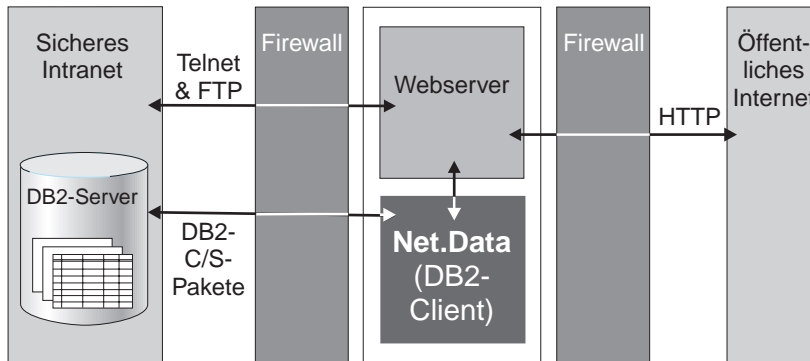 Sicheres
Intranet
Telnet
& FTP
Firewall
Webserver
Firewall
HTTP
Öffent-
liches
Internet
DB2-Server
DB2-
C/S-
Pakete
Net.Data
(DB2-
Client)